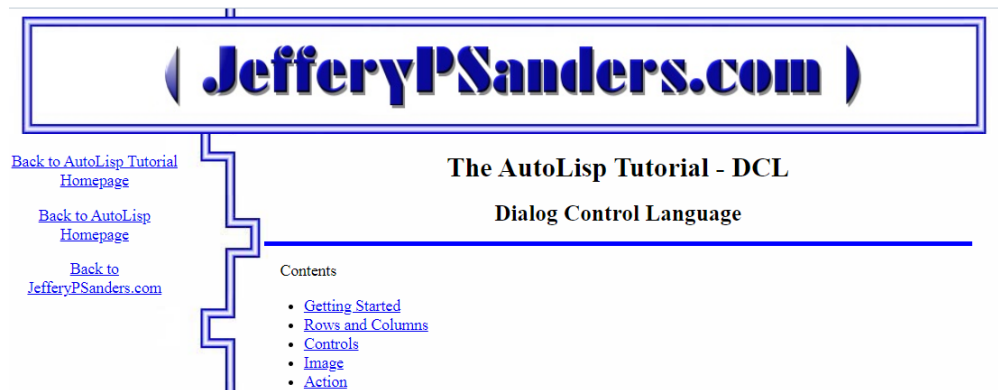 JefferyPSanders.com
Back to AutoLisp Tutorial
Homepage
Back to AutoLisp
Homepage
Back to
JefferyPSanders.com
The AutoLisp Tutorial - DCL
Dialog Control Language
Contents
Getting Started
Rows and Columns
Controls
Image
Action